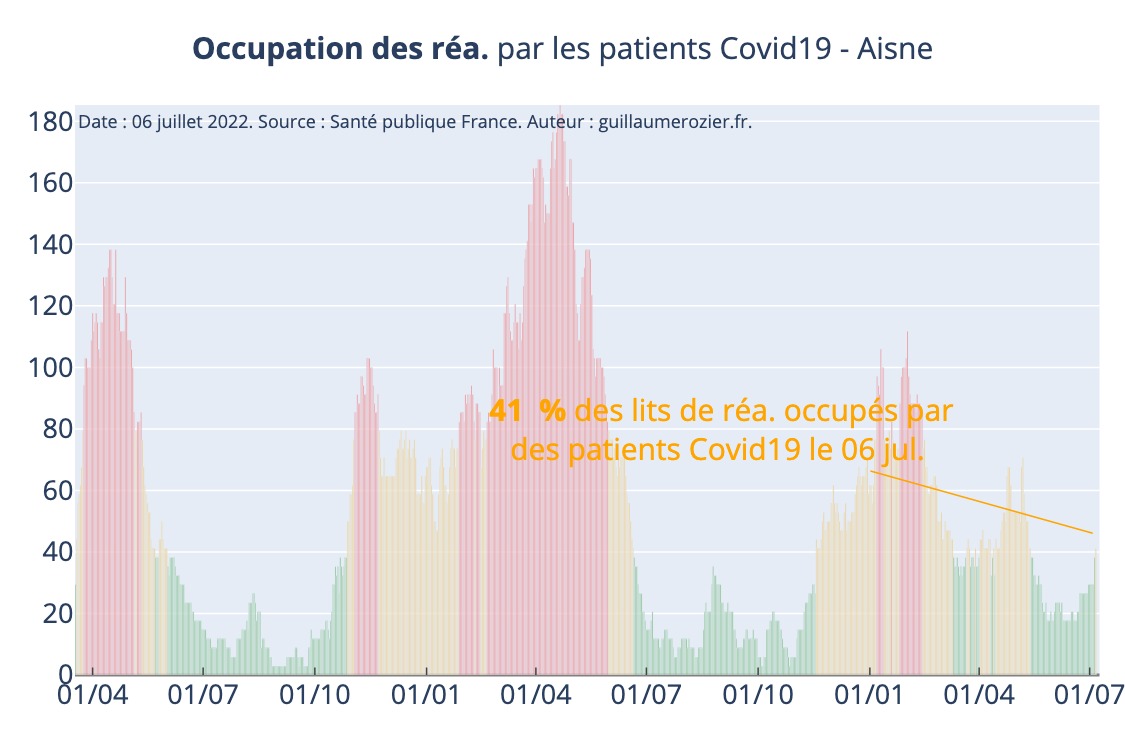 Occupation des réa. par les patients Covid19 - Aisne
180
Date : 06 juillet 2022. Source : Santé publique France. Auteur : guillaumerozier.fr.
160
140
120
100
80
60
40
20
0
41 % des lits de réa. occupés par
des patients Covid19 le 06 jul.
01/04 01/07 01/10 01/01 01/04 01/07 01/10 01/01 01/04 01/07